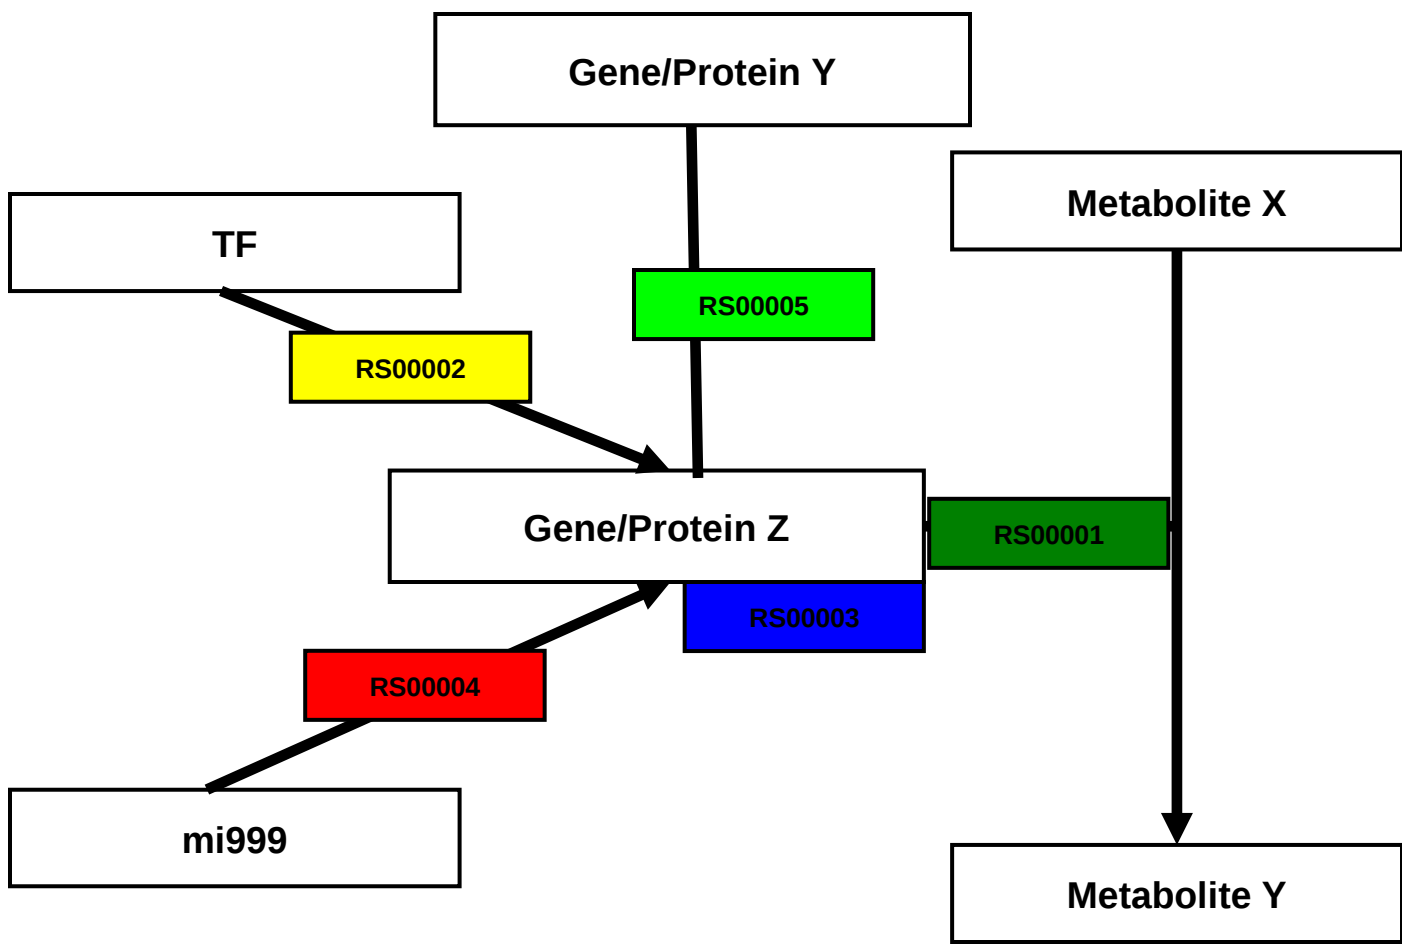 Gene/Protein Y
Metabolite X
TF
RS00005
RS00002
Gene/Protein Z
RS00001
RS00003
RS00004
mi999
Metabolite Y